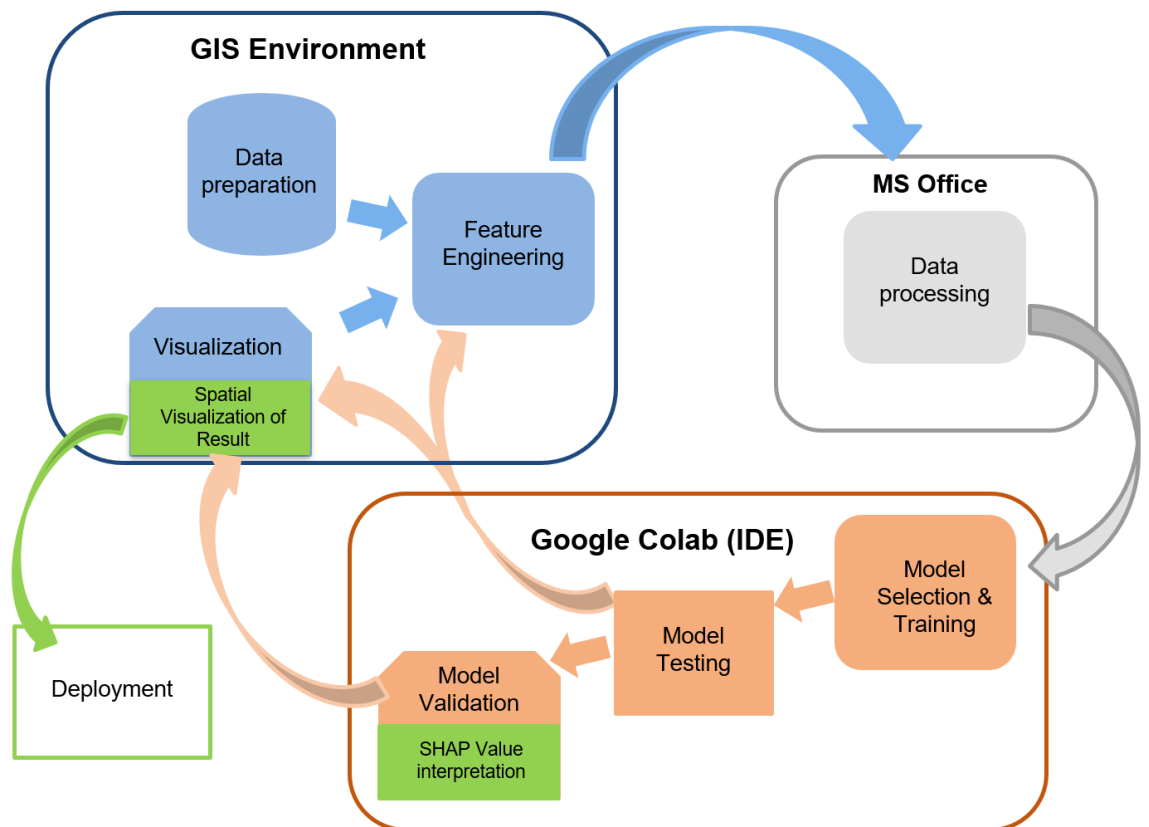 GIS Environment
Data
preparation
Feature
Engineering
Visualization
Spatial
Visualization of
Result
MS Office
Data
processing
Google Colab (IDE)
Model
Selection &
Training
Model
Testing
Model
Validation
SHAP Value
interpretation
Deployment